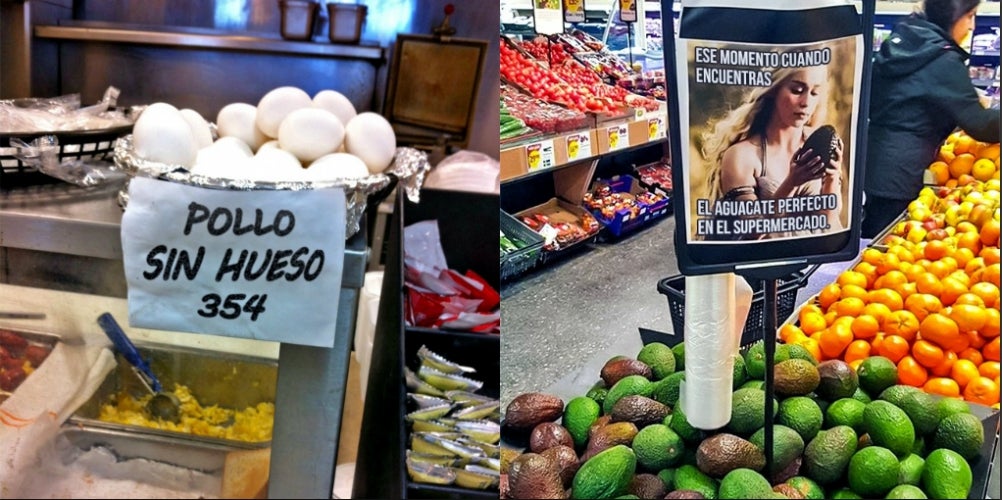 POLLO
SIN HUESO
354
ESE MOMENTO CUANDO
ENCUENTRAS
EL AGUACATE PERFECTO
EN EL SUPERMERCADO.